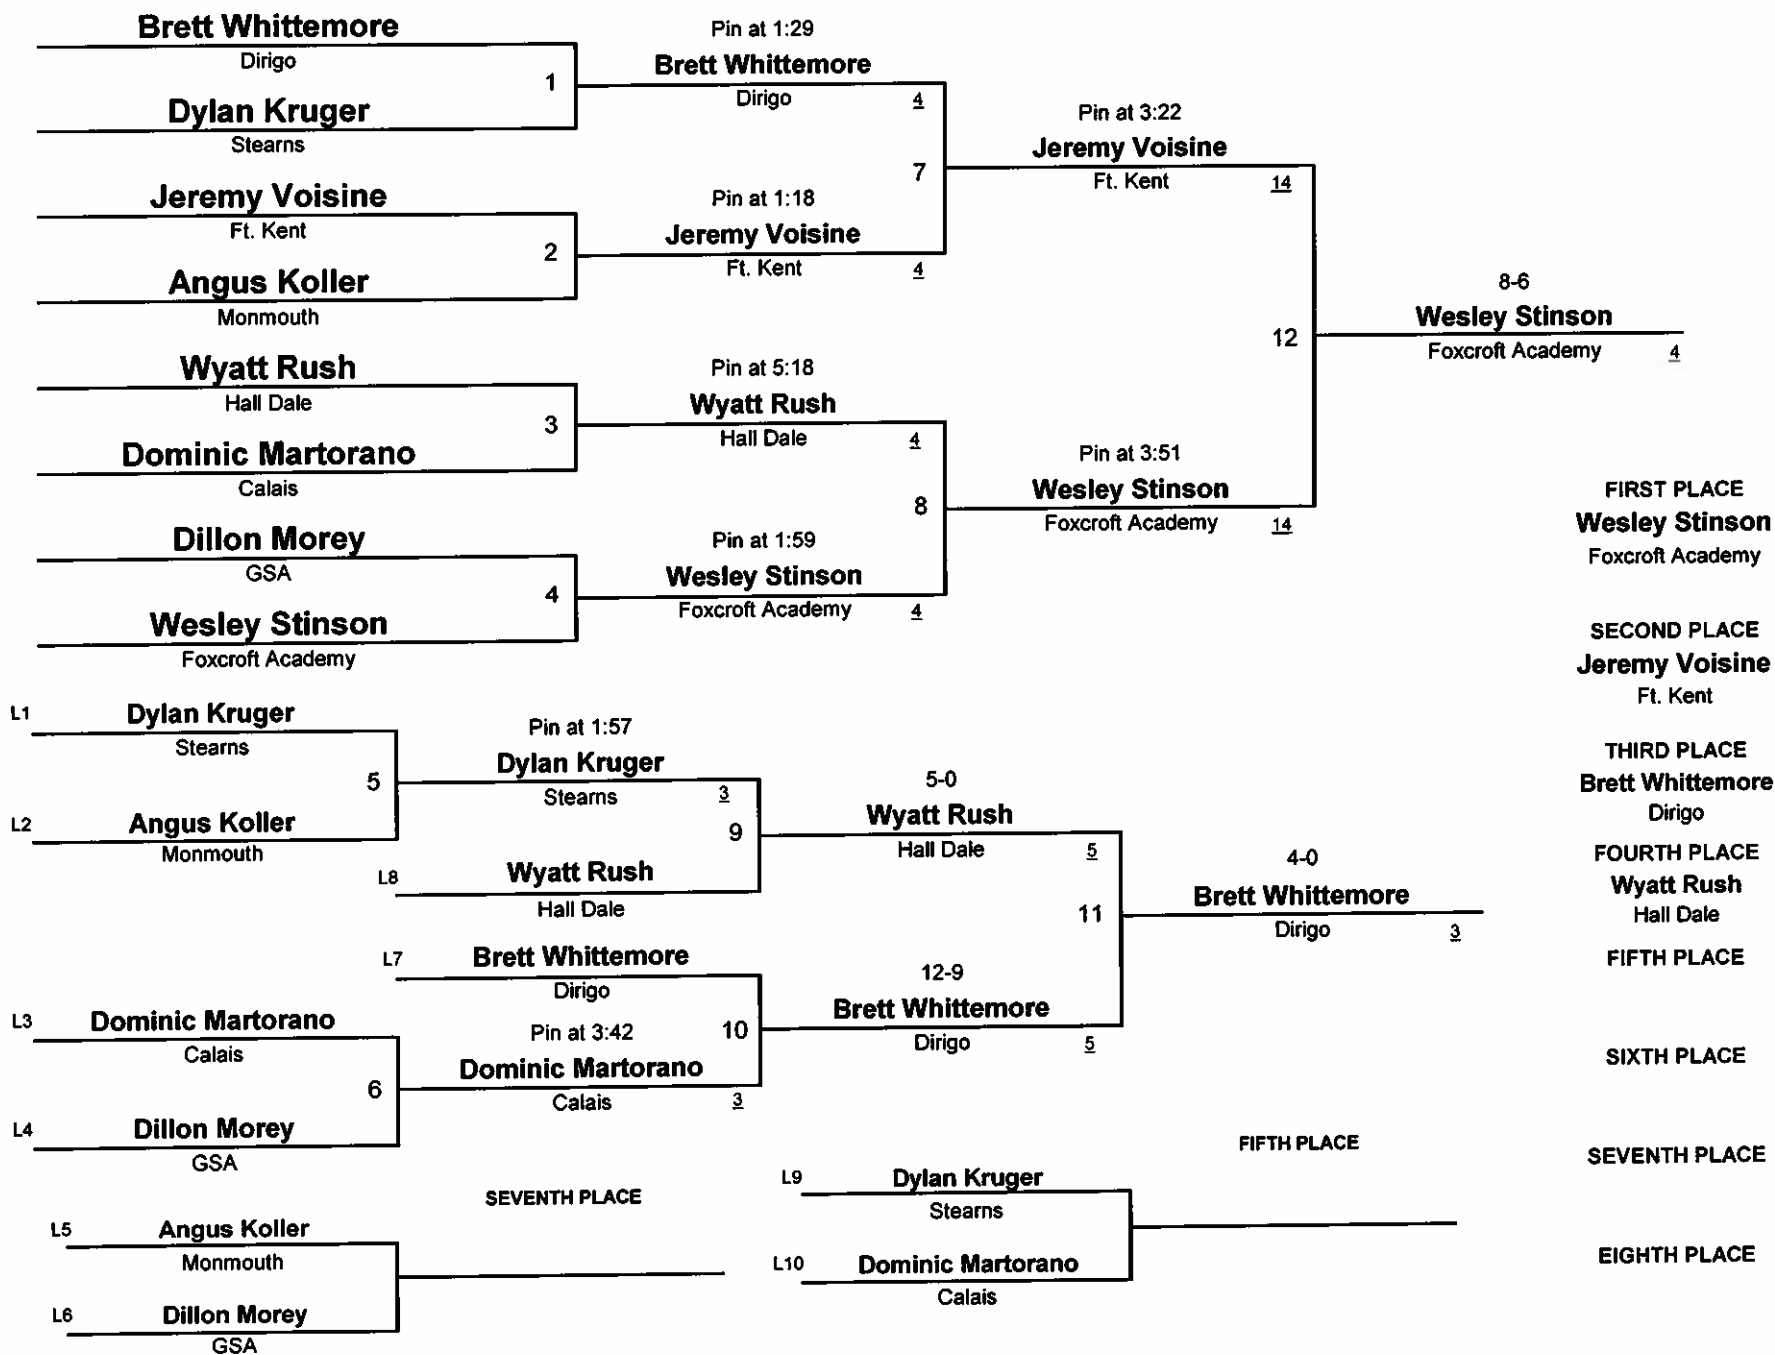 Brett Whittemore
Dirigo
1
Dylan Kruger
Stearns
Jeremy Voisine
Ft. Kent
2
Angus Koller
Monmouth
Wyatt Rush
Hall Dale
3
Dominic Martorano
Calais
Dillon Morey
GSA
4
Wesley Stinson
Foxcroft Academy
Pin at 1:29
Brett Whittemore
Dirigo 4
7
Pin at 1:18
Jeremy Voisine
Ft. Kent 4
Pin at 5:18
Wyatt Rush
Hall Dale 4
8
Pin at 1:59
Wesley Stinson
Foxcroft Academy 4
Pin at 3:22
Jeremy Voisine
Ft. Kent 14
12
Pin at 3:51
Wesley Stinson
Foxcroft Academy 14
8-6
Wesley Stinson
Foxcroft Academy 4
L1 Dylan Kruger
Stearns
5
L2 Angus Koller
Monmouth
Pin at 1:57
Dylan Kruger
Stearns 3
9
L8 Wyatt Rush
Hall Dale
L7 Brett Whittemore
Dirigo
10
L3 Dominic Martorano
Calais
6
L4 Dillon Morey
GSA
Pin at 3:42
Dominic Martorano
Calais 3
5-0
Wyatt Rush
Hall Dale 5
11
12-9
Brett Whittemore
Dirigo 5
4-0
Brett Whittemore
Dirigo 3
SEVENTH PLACE
L5 Angus Koller
Monmouth
L6 Dillon Morey
GSA
FIFTH PLACE
L9 Dylan Kruger
Stearns
L10 Dominic Martorano
Calais
FIRST PLACE
Wesley Stinson
Foxcroft Academy
SECOND PLACE
Jeremy Voisine
Ft. Kent
THIRD PLACE
Brett Whittemore
Dirigo
FOURTH PLACE
Wyatt Rush
Hall Dale
FIFTH PLACE
SIXTH PLACE
SEVENTH PLACE
EIGHTH PLACE